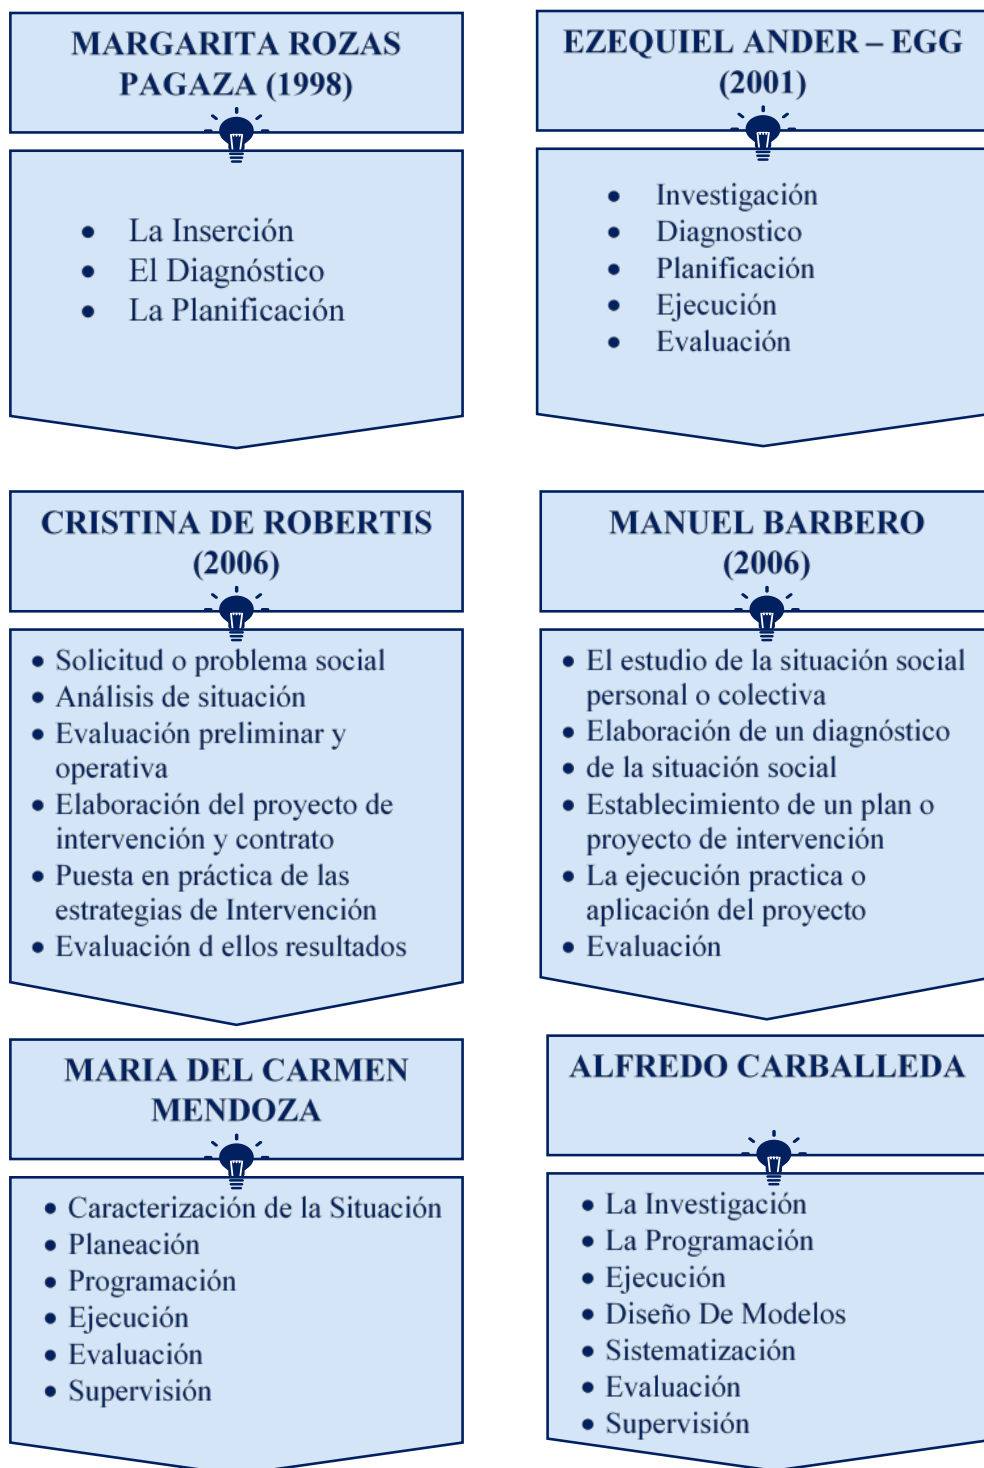 MARGARITA ROZAS
PAGAZA (1998)
• La Inserción
• El Diagnóstico
• La Planificación
EZEQUIEL ANDER – EGG
(2001)
• Investigación
• Diagnostico
• Planificación
• Ejecución
• Evaluación
CRISTINA DE ROBERTIS
(2006)
• Solicitud o problema social
• Análisis de situación
• Evaluación preliminar y
operativa
• Elaboración del proyecto de
intervención y contrato
• Puesta en práctica de las
estrategias de Intervención
• Evaluación d ellos resultados
MANUEL BARBERO
(2006)
• El estudio de la situación social
personal o colectiva
• Elaboración de un diagnóstico
• de la situación social
• Establecimiento de un plan o
proyecto de intervención
• La ejecución practica o
aplicación del proyecto
• Evaluación
MARIA DEL CARMEN
MENDOZA
• Caracterización de la Situación
• Planeación
• Programación
• Ejecución
• Evaluación
• Supervisión
ALFREDO CARBALLEDA
• La Investigación
• La Programación
• Ejecución
• Diseño De Modelos
• Sistematización
• Evaluación
• Supervisión